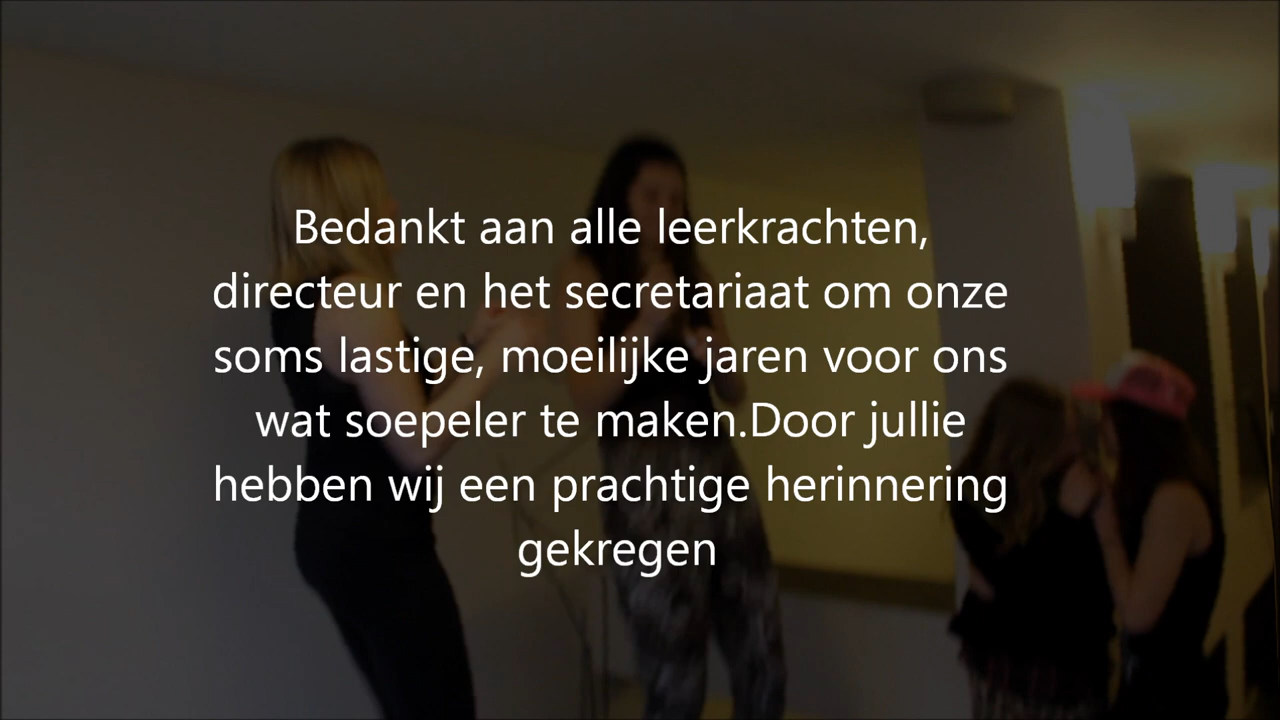 Bedankt aan alle leerkrachten,
directeur en het secretariaat om onze
soms lastige, moeilijke jaren voor ons
wat soepeler te maken.Door jullie
hebben wij een prachtige herinnering
gekregen